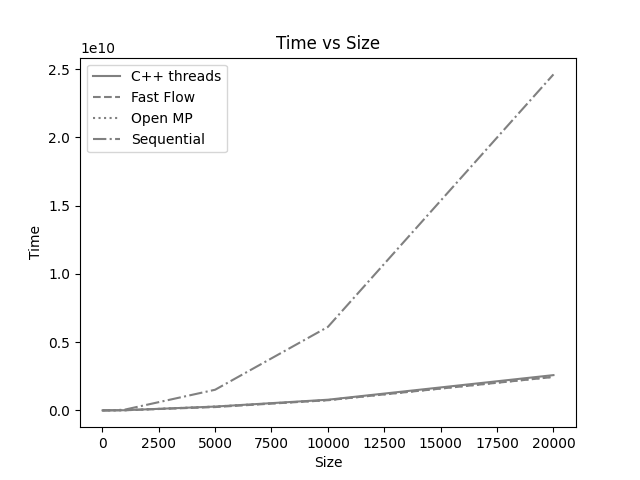 Time vs Size
1e10
C++ threads
Fast Flow
Open MP
Sequential
2.5
2.0
1.5
1.0
0.5
0.0
Time
0 2500 5000 7500 10000 12500 15000 17500 20000
Size